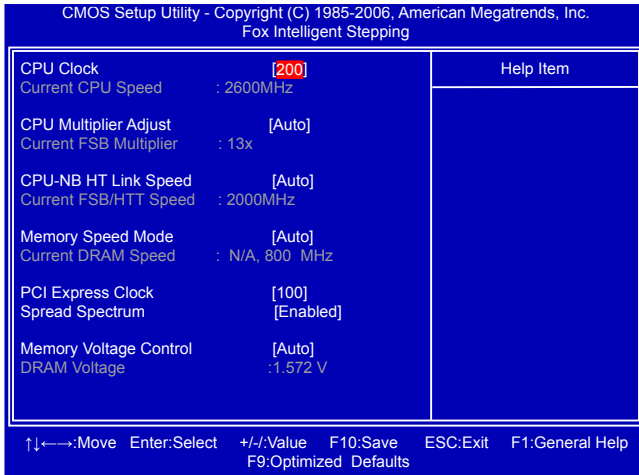 CMOS Setup Utility - Copyright (C) 1985-2006, American Megatrends, Inc.
Fox Intelligent Stepping
CPU Clock [200]
Current CPU Speed : 2600MHz
CPU Multiplier Adjust [Auto]
Current FSB Multiplier : 13x
CPU-NB HT Link Speed [Auto]
Current FSB/HTT Speed : 2000MHz
Memory Speed Mode [Auto]
Current DRAM Speed : N/A, 800 MHz
PCI Express Clock [100]
Spread Spectrum [Enabled]
Memory Voltage Control [Auto]
DRAM Voltage :1.572 V
Help Item
↑↓←→:Move Enter:Select +/-/:Value F10:Save ESC:Exit F1:General Help
F9:Optimized Defaults